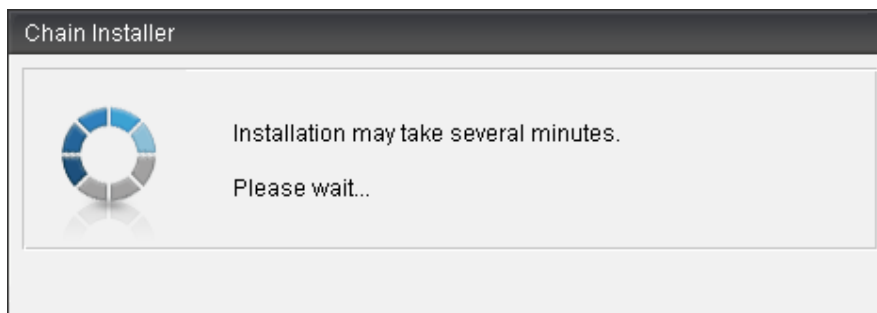 Chain Installer
Installation may take several minutes.
Please wait...